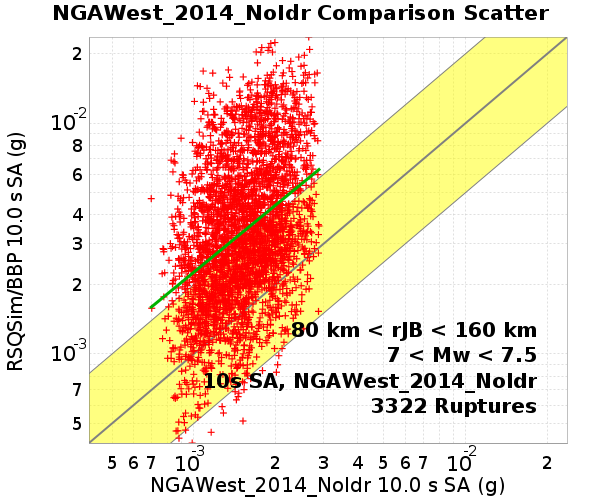 NGAWest_2014_NoIdr Comparison Scatter
RSQSim/BBP 10.0 s SA (g)
2
10-2
8
6
4
3
2
10-3
7
5
80 km < rJB < 160 km
7 < Mw < 7.5
10s SA, NGAWest_2014_NoIdr
3322 Ruptures
5 6 7 10-3 2 3 4 5 6 7 10-2 2
NGAWest_2014_NoIdr 10.0 s SA (g)